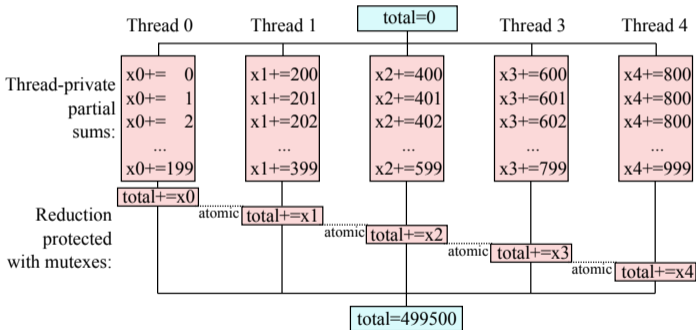 Thread 0
Thread 1
total=0
Thread 3
Thread 4
Thread-private
partial
sums:
x0+= 0
x0+= 1
x0+= 2
...
x0+=199
x1+=200
x1+=201
x1+=202
...
x1+=399
x2+=400
x2+=401
x2+=402
...
x2+=599
x3+=600
x3+=601
x3+=602
...
x3+=799
x4+=800
x4+=800
x4+=800
...
x4+=999
Reduction
protected
with mutexes:
total+=x0
atomic
total+=x1
atomic
total+=x2
atomic
total+=x3
atomic
total+=x4
total=499500